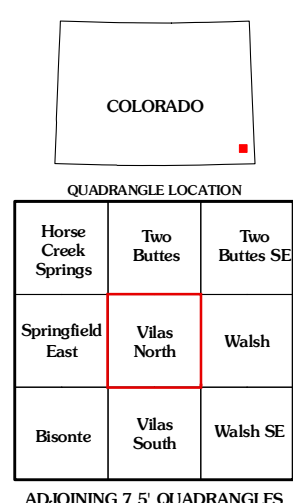 COLORADO
QUADRANGLE LOCATION
Horse
Creek
Springs
Two
Buttes
Two
Buttes SE
Springfield
East
Vilas
North
Walsh
Bisonte
Vilas
South
Walsh SE
ADJOINING 7.5' QUADRANGLES